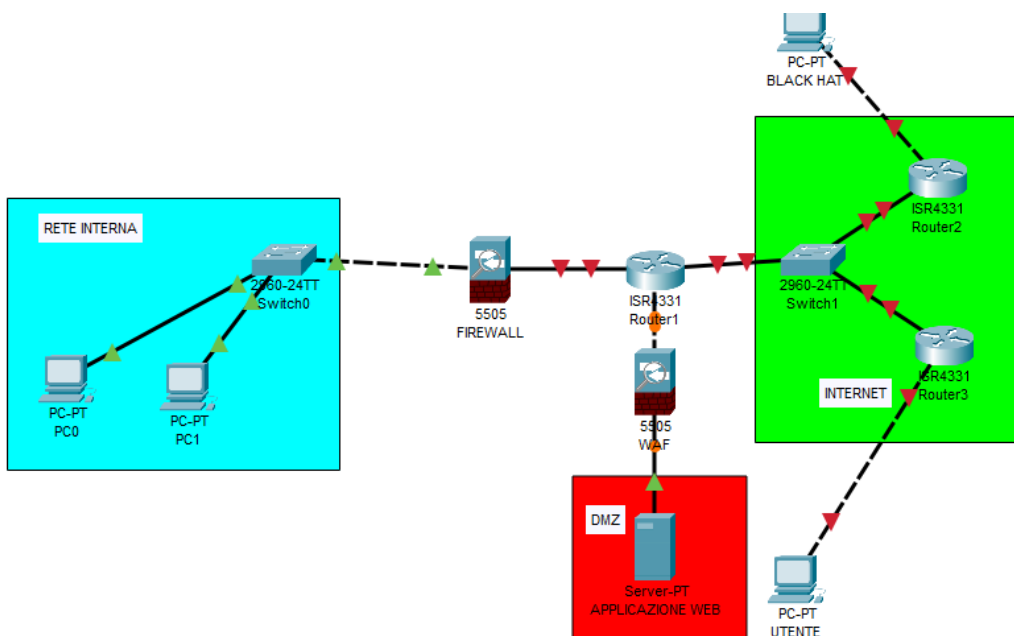 PC-PT
BLACK HAT
RETE INTERNA
2960-24TT
Switch0
5505
FIREWALL
ISR4331
Router1
2960-24TT
Switch1
ISR4331
Router2
ISR4331
Router3
INTERNET
PC-PT
PC0
PC-PT
PC1
5505
WAF
DMZ
Server-PT
APPLICAZIONE WEB
PC-PT
UTENTE